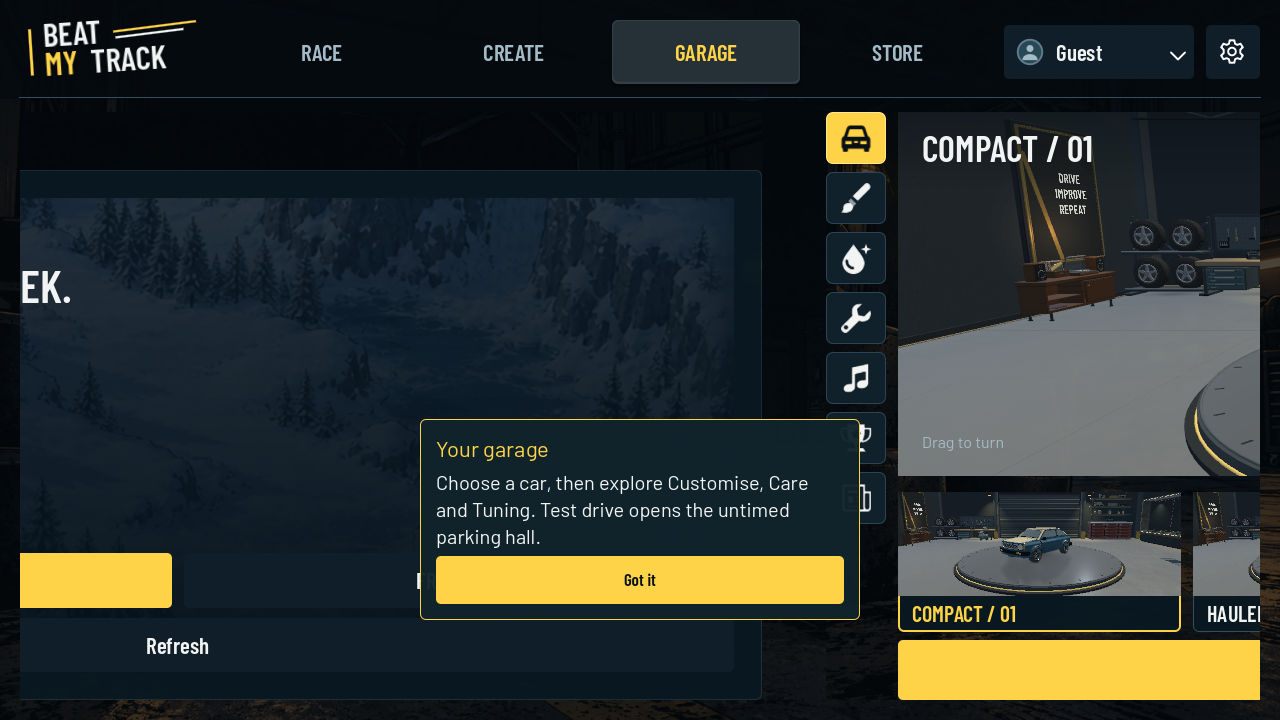 BEAT
MY TRACK
RACE
CREATE
GARAGE
STORE
Guest
EK.
Refresh
COMPACT / 01
DRIVE
IMPROVE
REPEAT
Drag to turn
Your garage
Choose a car, then explore Customise, Care
and Tuning. Test drive opens the untimed
parking hall.
Got it
COMPACT / 01